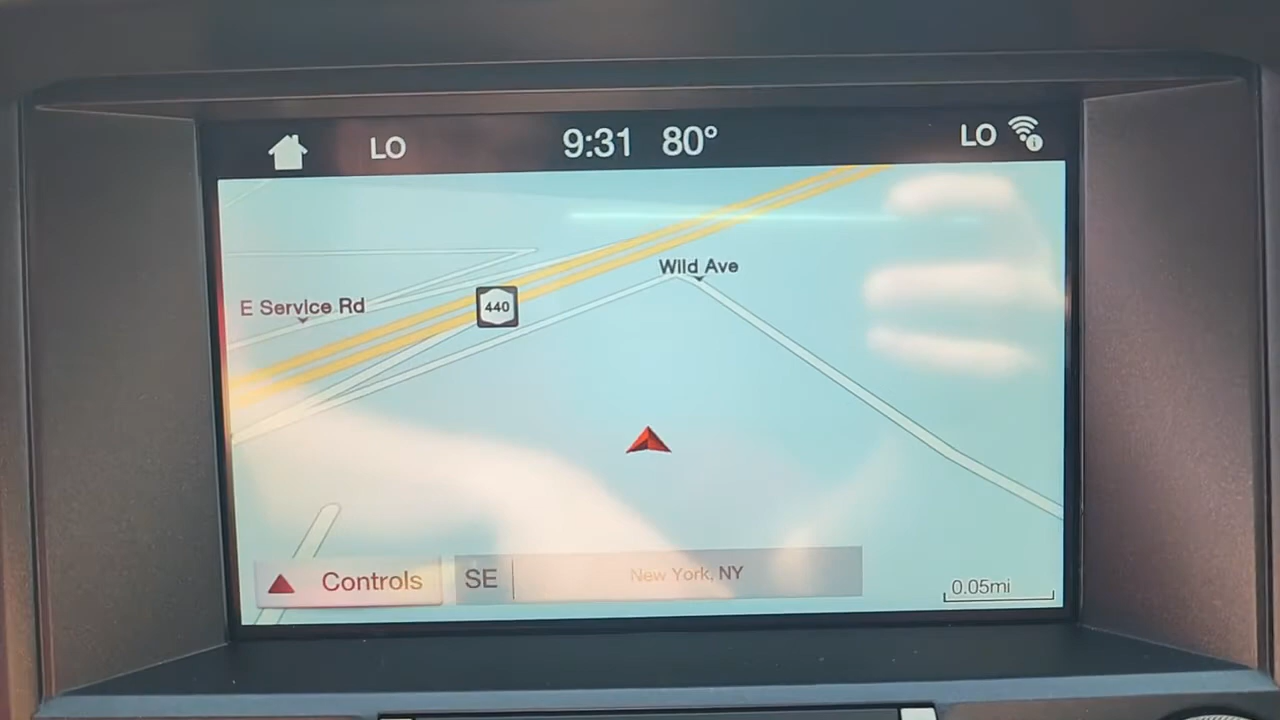 LO 9:31 80° LO
Wild Ave
E Service Rd
440
Controls
SE
New York, NY
0.05mi